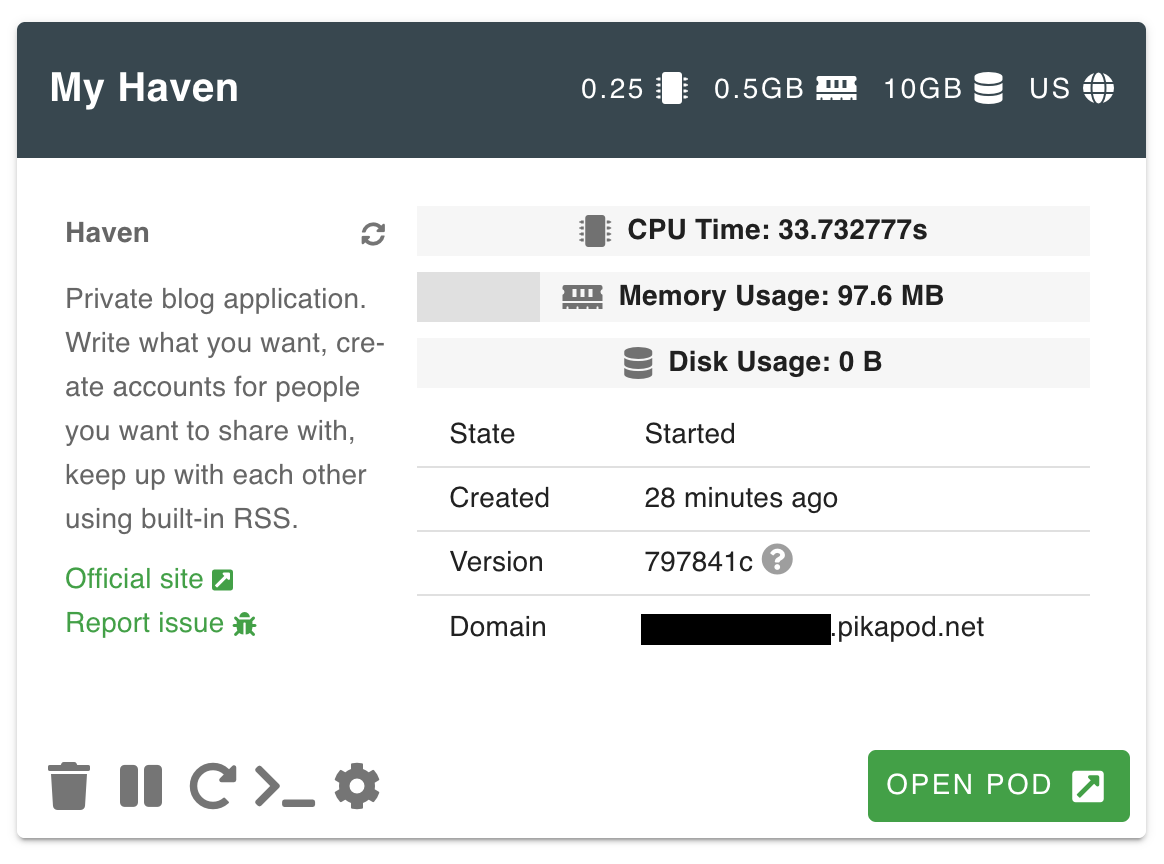 My Haven
0.25 0.5GB 10GB US
Haven
Private blog application.
Write what you want, cre-
ate accounts for people
you want to share with,
keep up with each other
using built-in RSS.
Official site
Report issue
CPU Time: 33.732777s
Memory Usage: 97.6 MB
Disk Usage: 0 B
State Started
Created 28 minutes ago
Version 797841c ?
Domain .pikapod.net
OPEN POD